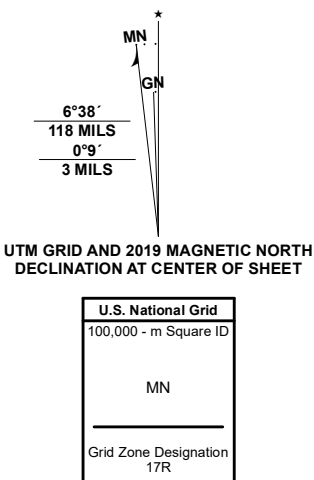 ★
MN
GN
6°38´
118 MILS
0°9´
3 MILS
UTM GRID AND 2019 MAGNETIC NORTH
DECLINATION AT CENTER OF SHEET
U.S. National Grid
100,000 - m Square ID
MN
Grid Zone Designation
17R